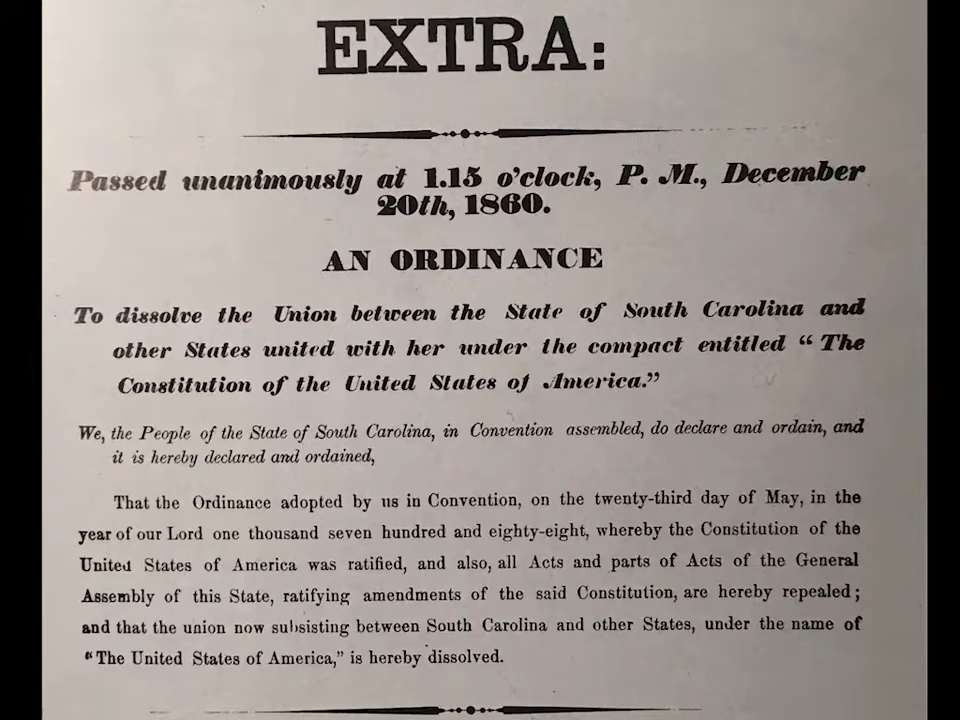 EXTRA:
Passed unanimously at 1.15 o'clock, P. M., December
20th, 1860.
AN ORDINANCE
To dissolve the Union between the State of South Carolina and
other States united with her under the compact entitled “ The
Constitution of the United States of America.”
We, the People of the State of South Carolina, in Convention assembled, do declare and ordain, and
it is hereby declared and ordained,
That the Ordinance adopted by us in Convention, on the twenty-third day of May, in the
year of our Lord one thousand seven hundred and eighty-eight, whereby the Constitution of the
United States of America was ratified, and also, all Acts and parts of Acts of the General
Assembly of this State, ratifying amendments of the said Constitution, are hereby repealed ;
and that the union now subsisting between South Carolina and other States, under the name of
“The United States of America,” is hereby dissolved.